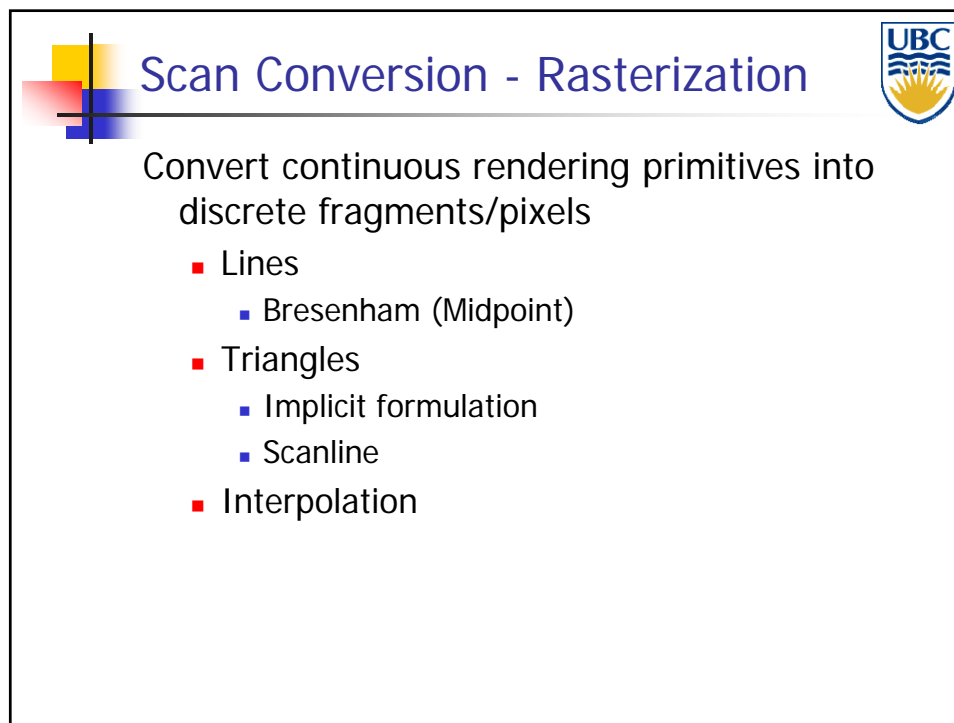 Scan Conversion - Rasterization
UBC
Convert continuous rendering primitives into
discrete fragments/pixels
Lines
Bresenham (Midpoint)
Triangles
Implicit formulation
Scanline
Interpolation